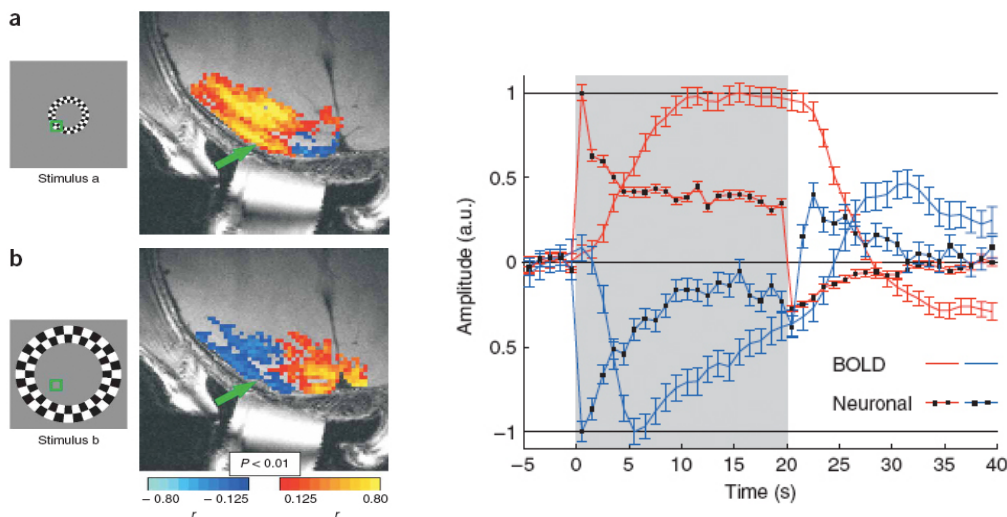 a
Stimulus a
b
Stimulus b
P < 0.01
− 0.80 − 0.125 0.125 0.80
r r
Amplitude (a.u.)
1
0.5
0
0.5
−1
BOLD
Neuronal
−5 0 5 10 15 20 25 30 35 40
Time (s)